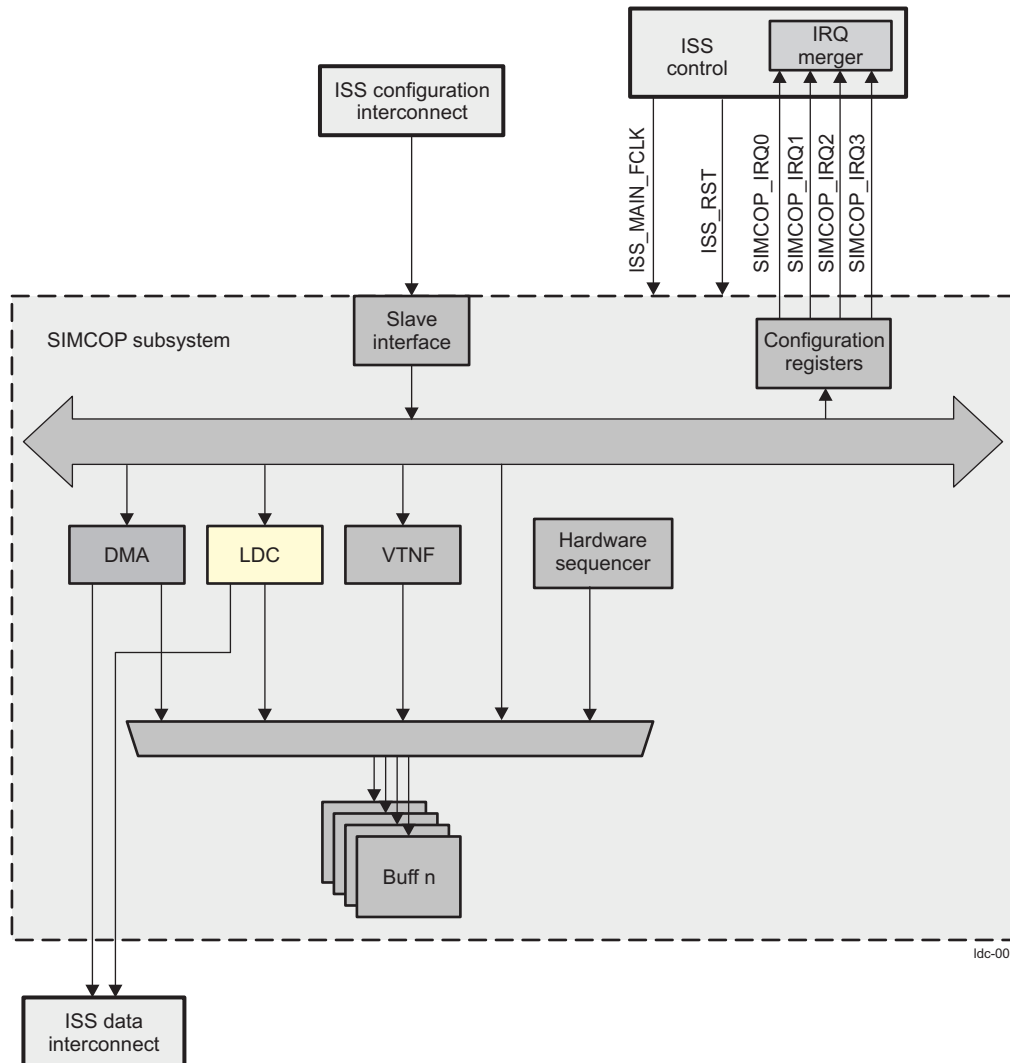 ISS
control
IRQ
merger
ISS configuration
interconnect
ISS_MAIN_FCLK
ISS_RST
SIMCOP_IRQ0
SIMCOP_IRQ1
SIMCOP_IRQ2
SIMCOP_IRQ3
SIMCOP subsystem
Slave
interface
Configuration
registers
DMA
LDC
VTNF
Hardware
sequencer
Buff n
ldc-00
ISS data
interconnect